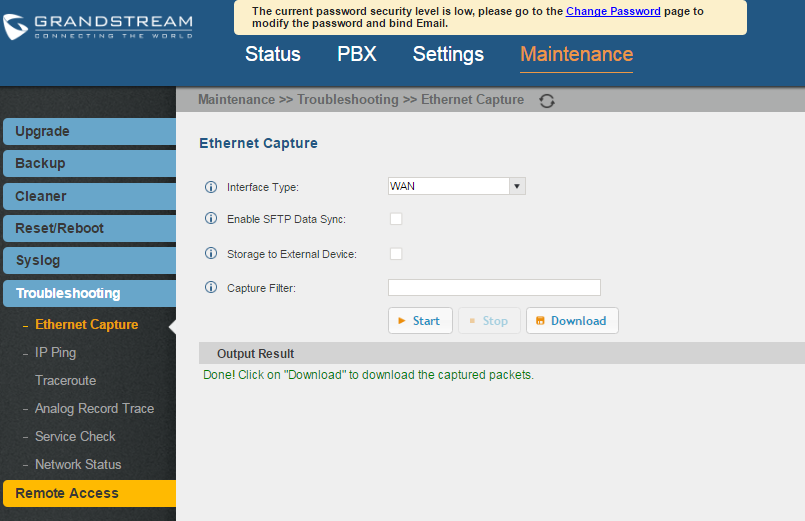 GRANDSTREAM
CONNECTING THE WORLD
The current password security level is low, please go to the Change Password page to
modify the password and bind Email.
Status PBX Settings Maintenance
Maintenance >> Troubleshooting >> Ethernet Capture
Upgrade
Backup
Cleaner
Reset/Reboot
Syslog
Troubleshooting
– Ethernet Capture
– IP Ping
Traceroute
– Analog Record Trace
– Service Check
– Network Status
Remote Access
Ethernet Capture
Interface Type: WAN
Enable SFTP Data Sync:
Storage to External Device:
Capture Filter:
Start Stop Download
Output Result
Done! Click on "Download" to download the captured packets.